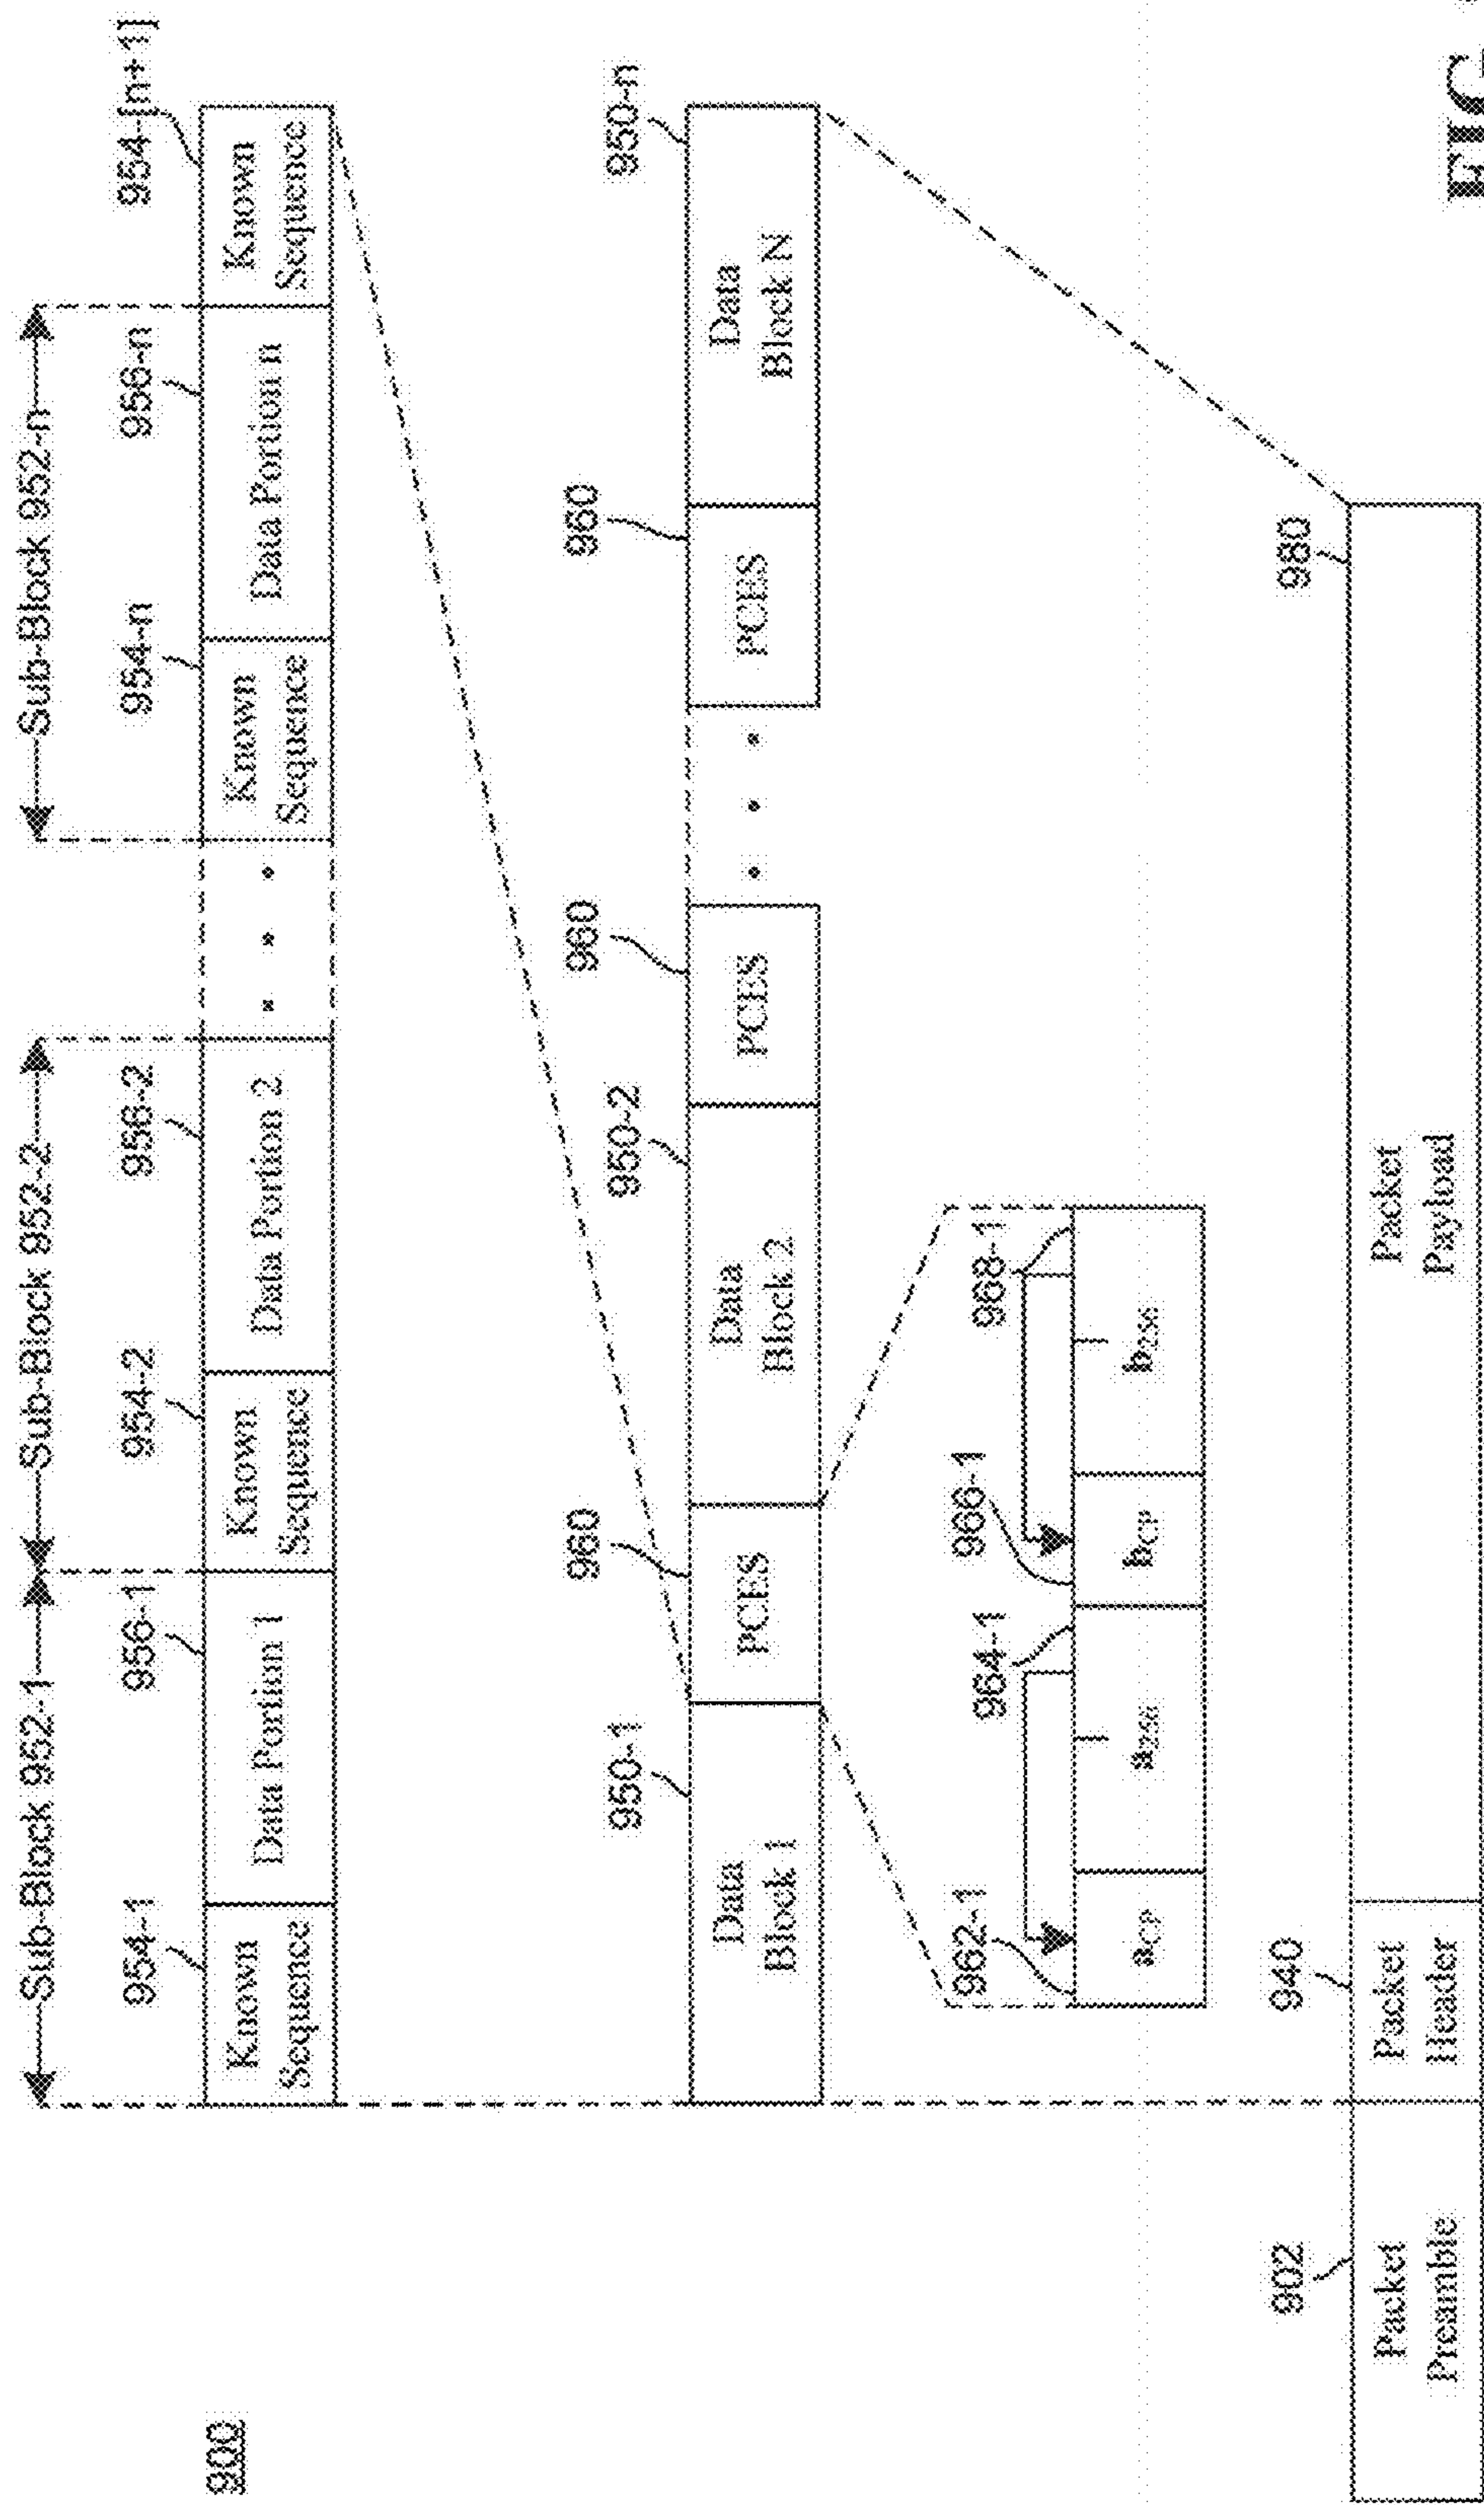 900
Sub-Block 952-1
Sub-Block 952-2
Sub-Block 952-n
954-1
956-1
954-2
956-2
954-n
956-n
954-[n+1]
Known
Sequence
Data Portion 1
Known
Sequence
Data Portion 2
. . .
Known
Sequence
Data Portion n
Known
Sequence
950-1
960
950-2
960
960
950-n
Data
Block 1
PCES
Data
Block 2
PCES
. . .
PCES
Data
Block N
962-1
964-1
966-1
968-1
aCP
a256
bCP
b256
902
940
980
Packet
Preamble
Packet
Header
Packet
Payload
FIG